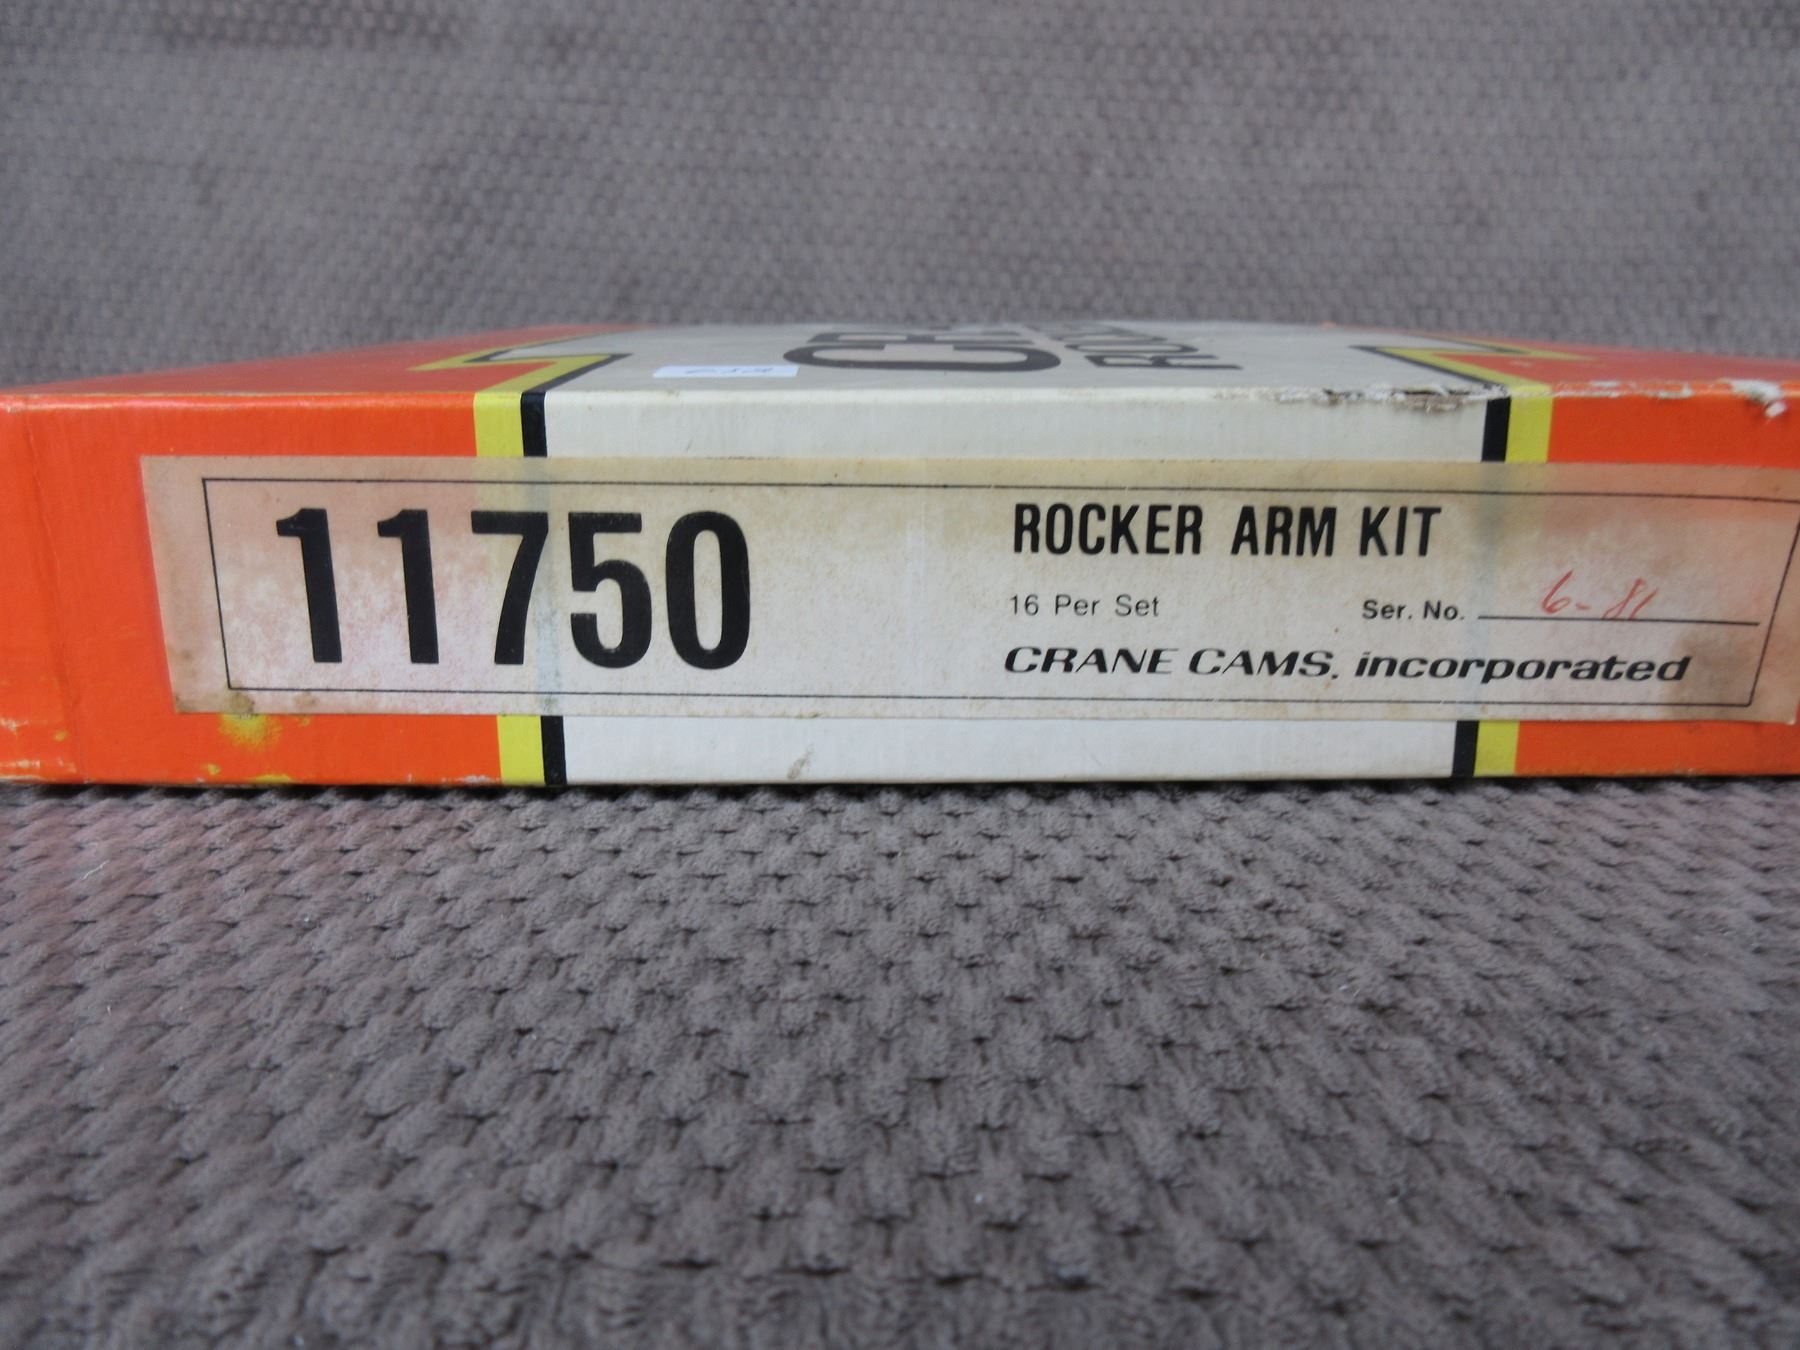 11750
ROCKER ARM KIT
16 Per Set
Ser. No. 6-81
CRANE CAMS, incorporated